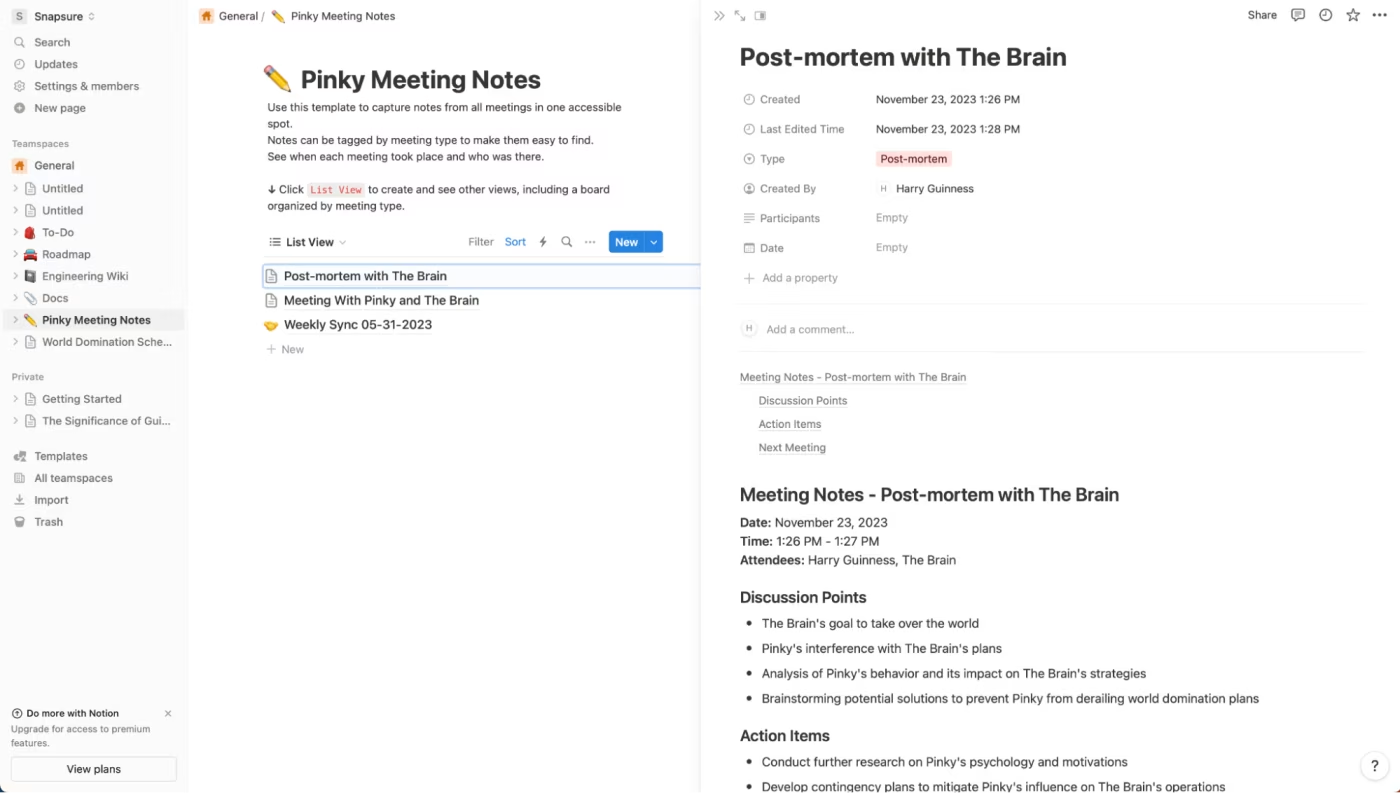 S Snapsure
Search
Updates
Settings & members
New page
Teamspaces
General
Untitled
Untitled
To-Do
Roadmap
Engineering Wiki
Docs
Pinky Meeting Notes
World Domination Sche...
Private
Getting Started
The Significance of Gui...
Templates
All teamspaces
Import
Trash
Do more with Notion
Upgrade for access to premium
features.
View plans
General / Pinky Meeting Notes
Pinky Meeting Notes
Use this template to capture notes from all meetings in one accessible
spot.
Notes can be tagged by meeting type to make them easy to find.
See when each meeting took place and who was there.
↓ Click List View to create and see other views, including a board
organized by meeting type.
List View Filter Sort New
Post-mortem with The Brain
Meeting With Pinky and The Brain
Weekly Sync 05-31-2023
+ New
Share
Post-mortem with The Brain
Created November 23, 2023 1:26 PM
Last Edited Time November 23, 2023 1:28 PM
Type Post-mortem
Created By H Harry Guinness
Participants Empty
Date Empty
+ Add a property
H Add a comment...
Meeting Notes - Post-mortem with The Brain
Discussion Points
Action Items
Next Meeting
Meeting Notes - Post-mortem with The Brain
Date: November 23, 2023
Time: 1:26 PM - 1:27 PM
Attendees: Harry Guinness, The Brain
Discussion Points
• The Brain's goal to take over the world
• Pinky's interference with The Brain's plans
• Analysis of Pinky's behavior and its impact on The Brain's strategies
• Brainstorming potential solutions to prevent Pinky from derailing world domination plans
Action Items
• Conduct further research on Pinky's psychology and motivations
• Develop contingency plans to mitigate Pinky's influence on The Brain's operations
?